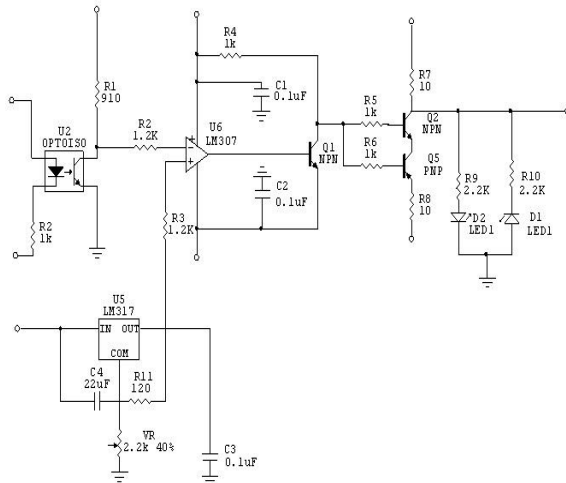 R4
1k
R1
910
C1
0.1uF
R7
10
U2
OPTOISO
R2
1.2K
U6
LM307
R5
1k
Q2
NPN
R6
1k
Q1
NPN
Q5
PNP
R9
2.2K
R10
2.2K
C2
0.1uF
R3
1.2K
R8
10
R2
1k
D2
LED1
D1
LED1
U5
LM317
IN OUT
COM
C4
22uF
R11
120
VR
2.2k 40%
C3
0.1uF